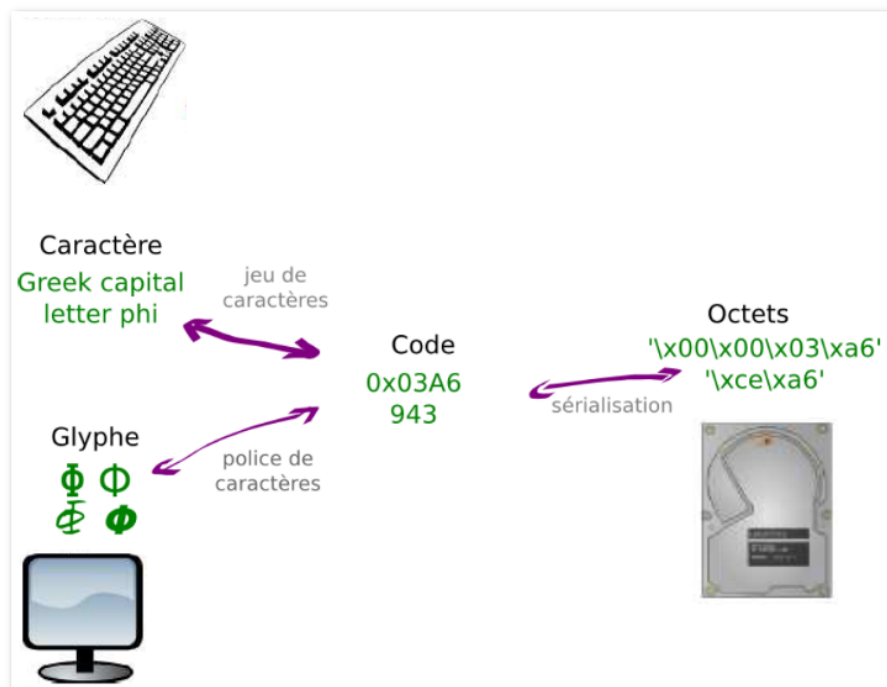 Caractère
Greek capital
letter phi
jeu de
caractères
Code
0x03A6
943
Octets
'\x00\x00\x03\xa6'
'\xce\xa6'
sérialisation
Glyphe
Φ Φ
Φ Φ
police de
caractères